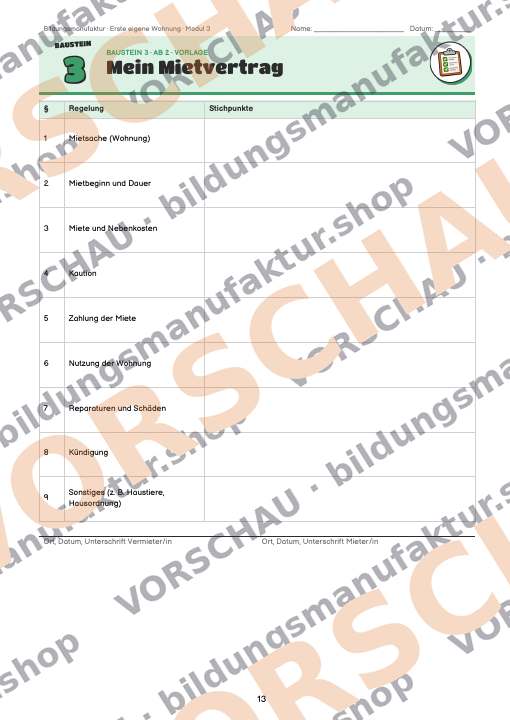 Bildungsmanufaktur · Erste eigene Wohnung · Modul 3 Name: Datum:
BAUSTEIN
3
BAUSTEIN 3 · AB 2 · VORLAGE
Mein Mietvertrag
§ Regelung Stichpunkte
1 Mietsache (Wohnung)
2 Mietbeginn und Dauer
3 Miete und Nebenkosten
4 Kaution
5 Zahlung der Miete
6 Nutzung der Wohnung
7 Reparaturen und Schäden
8 Kündigung
9 Sonstiges (z. B. Haustiere,
Hausordnung)
Ort, Datum, Unterschrift Vermieter/in Ort, Datum, Unterschrift Mieter/in
13
VORSCHAU · bildungsmanufaktur.shop
VORSCHAU